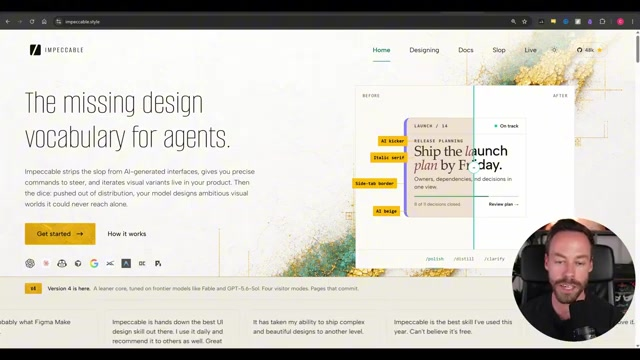 impeccable.style
IMPECCABLE
Home
Designing
Docs
Slop
Live
48k
The missing design
vocabulary for agents.
Impeccable strips the slop from AI-generated interfaces, gives you precise
commands to steer, and iterates visual variants live in your product. Then
the dice: pushed out of distribution, your model designs ambitious visual
worlds it could never reach alone.
Get started →
How it works
BEFORE
AFTER
LAUNCH / 14
On track
RELEASE PLANNING
AI kicker
Ship the launch
Italic serif
plan by Friday.
Owners, dependencies, and decisions in
one view.
Side-tab border
8 of 11 decisions closed
Review plan →
AI beige
/polish
/distill
/clarify
Version 4 is here. A leaner core, tuned on frontier models like Fable and GPT-5.6-Sol. Four visitor modes. Pages that commit.
bably what Figma Make
Impeccable is hands down the best UI
design skill out there. I use it daily and
recommend it to others as well. Great
It has taken my ability to ship complex
and beautiful designs to another level.
Impeccable is the best skill I've used this
year. Can't believe it's free.